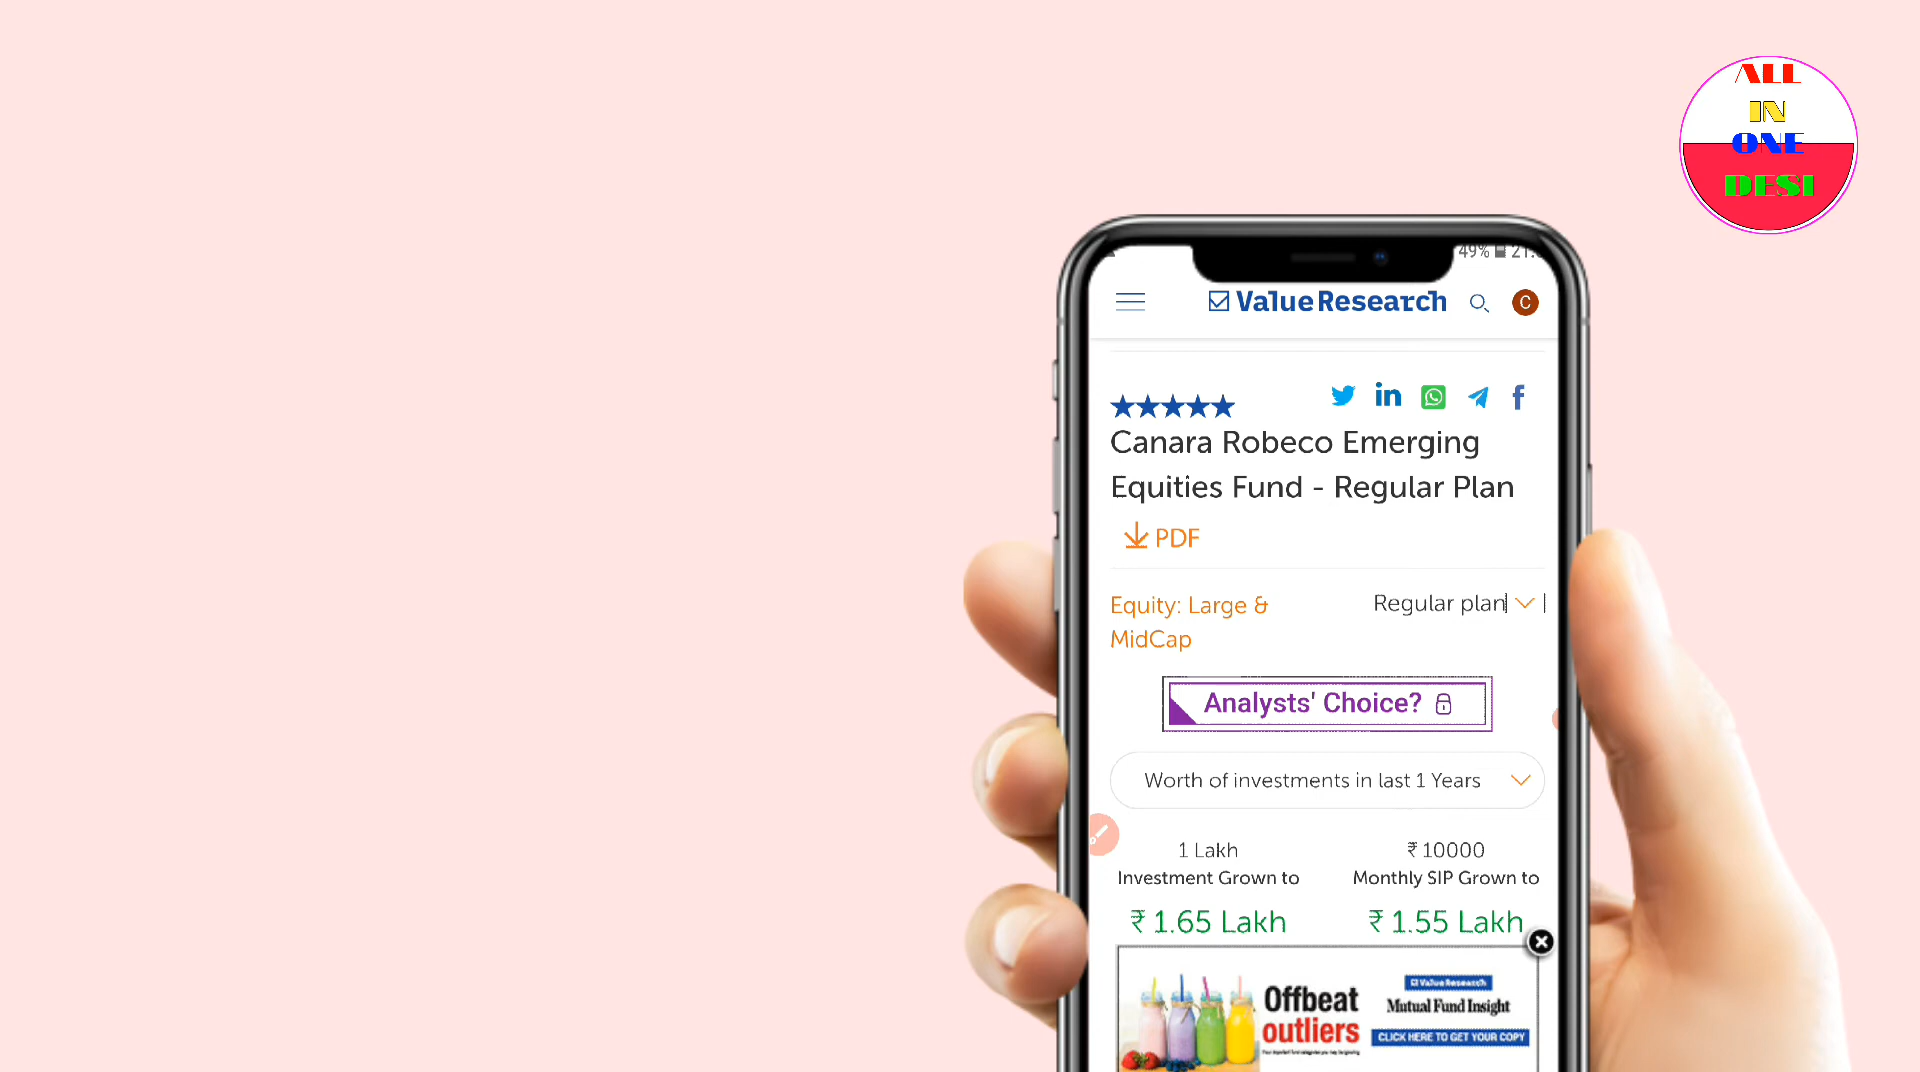 ALL
IN
ONE
DESI
49%
ValueResearch
C
in
f
Canara Robeco Emerging
Equities Fund - Regular Plan
PDF
Equity: Large &
MidCap
Regular plan
Analysts' Choice?
Worth of investments in last 1 Years
1 Lakh
Investment Grown to
₹ 1.65 Lakh
₹ 10000
Monthly SIP Grown to
₹ 1.55 Lakh
Offbeat
outliers
Value Research
Mutual Fund Insight
CLICK HERE TO GET YOUR COPY